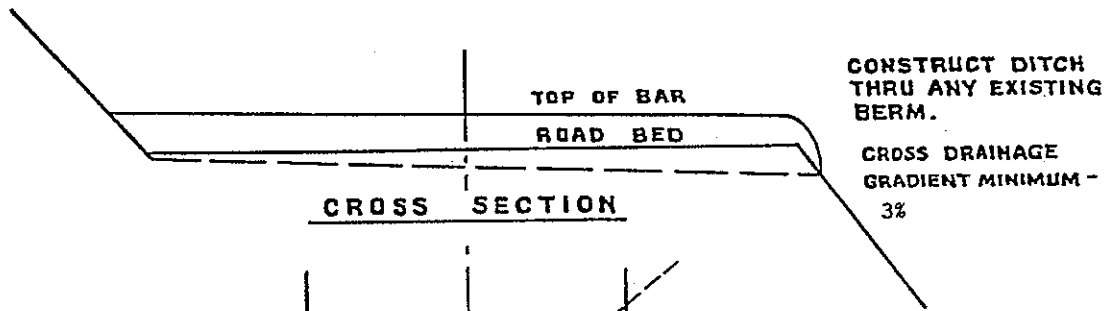 CONSTRUCT DITCH
THRU ANY EXISTING
BERM.
TOP OF BAR
ROAD BED
CROSS DRAINAGE
GRADIENT MINIMUM -
3%
CROSS SECTION